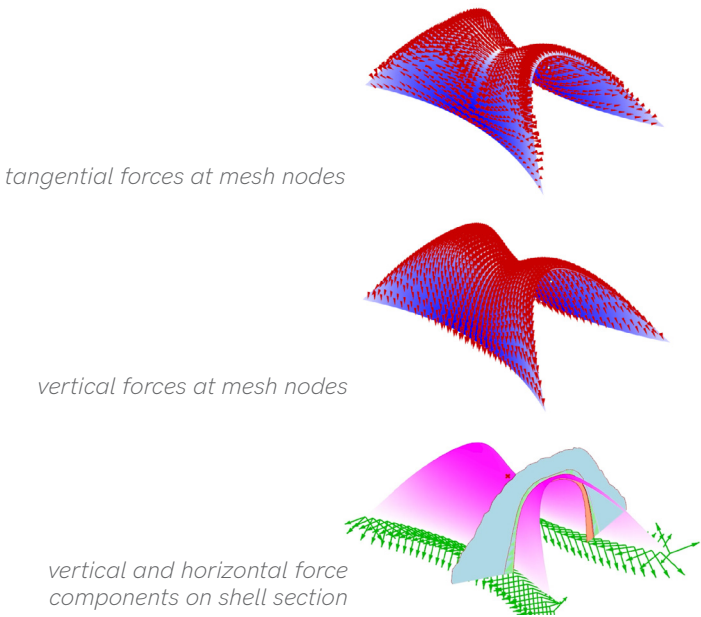 tangential forces at mesh nodes
vertical forces at mesh nodes
vertical and horizontal force
components on shell section